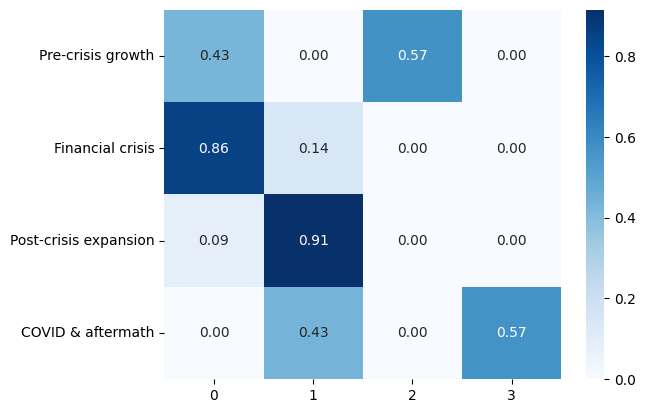 Pre-crisis growth 0.43 0.00 0.57 0.00
0.8
Financial crisis 0.86 0.14 0.00 0.00
0.6
0.4
Post-crisis expansion 0.09 0.91 0.00 0.00
0.2
COVID & aftermath 0.00 0.43 0.00 0.57
0.0
0 1 2 3